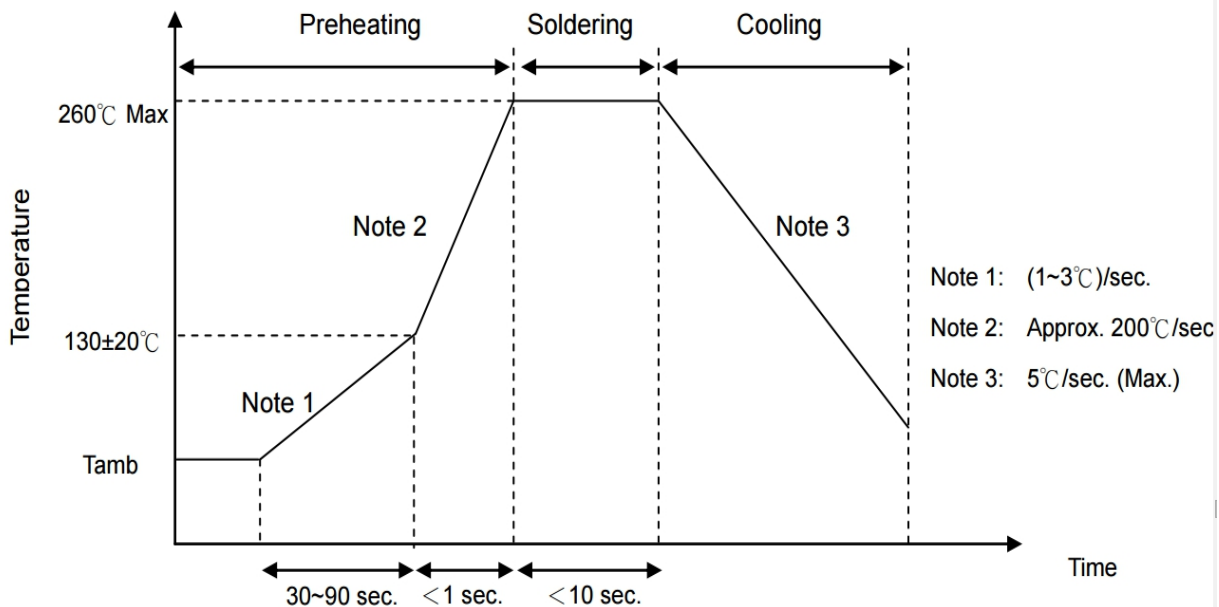 Preheating
Soldering
Cooling
260℃ Max
Note 2
Note 3
Temperature
Note 1: (1~3℃)/sec.
130±20℃
Note 2: Approx. 200℃/sec
Note 3: 5℃/sec. (Max.)
Note 1
Tamb
Time
30~90 sec.
<1 sec.
<10 sec.